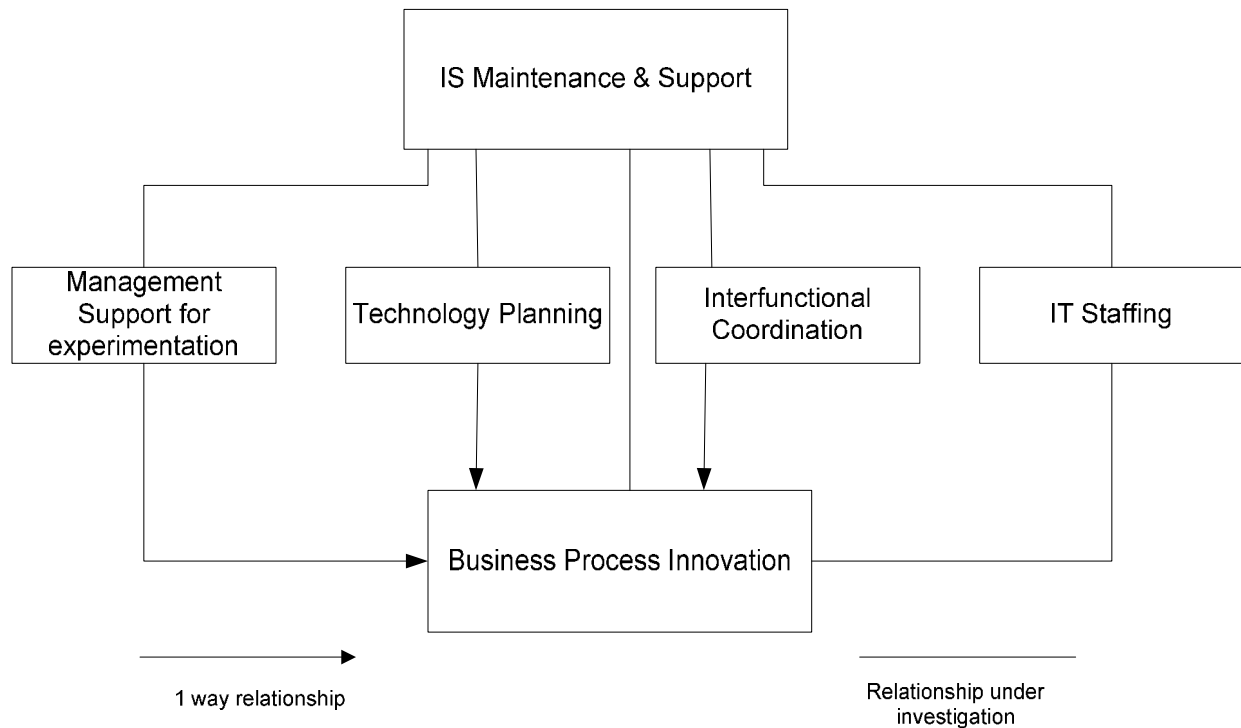 IS Maintenance & Support
Management
Support for
experimentation
Technology Planning
Interfunctional
Coordination
IT Staffing
Business Process Innovation
1 way relationship
Relationship under
investigation